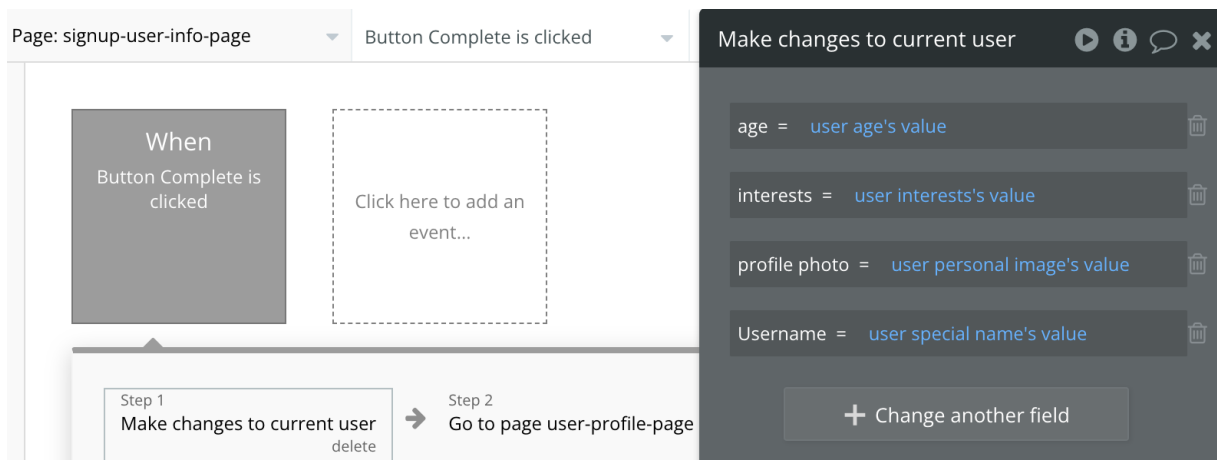 Page: signup-user-info-page
Button Complete is clicked
Make changes to current user
When
Button Complete is
clicked
Click here to add an
event...
Step 1
Make changes to current user
delete
Step 2
Go to page user-profile-page
age = user age's value
interests = user interests's value
profile photo = user personal image's value
Username = user special name's value
Change another field